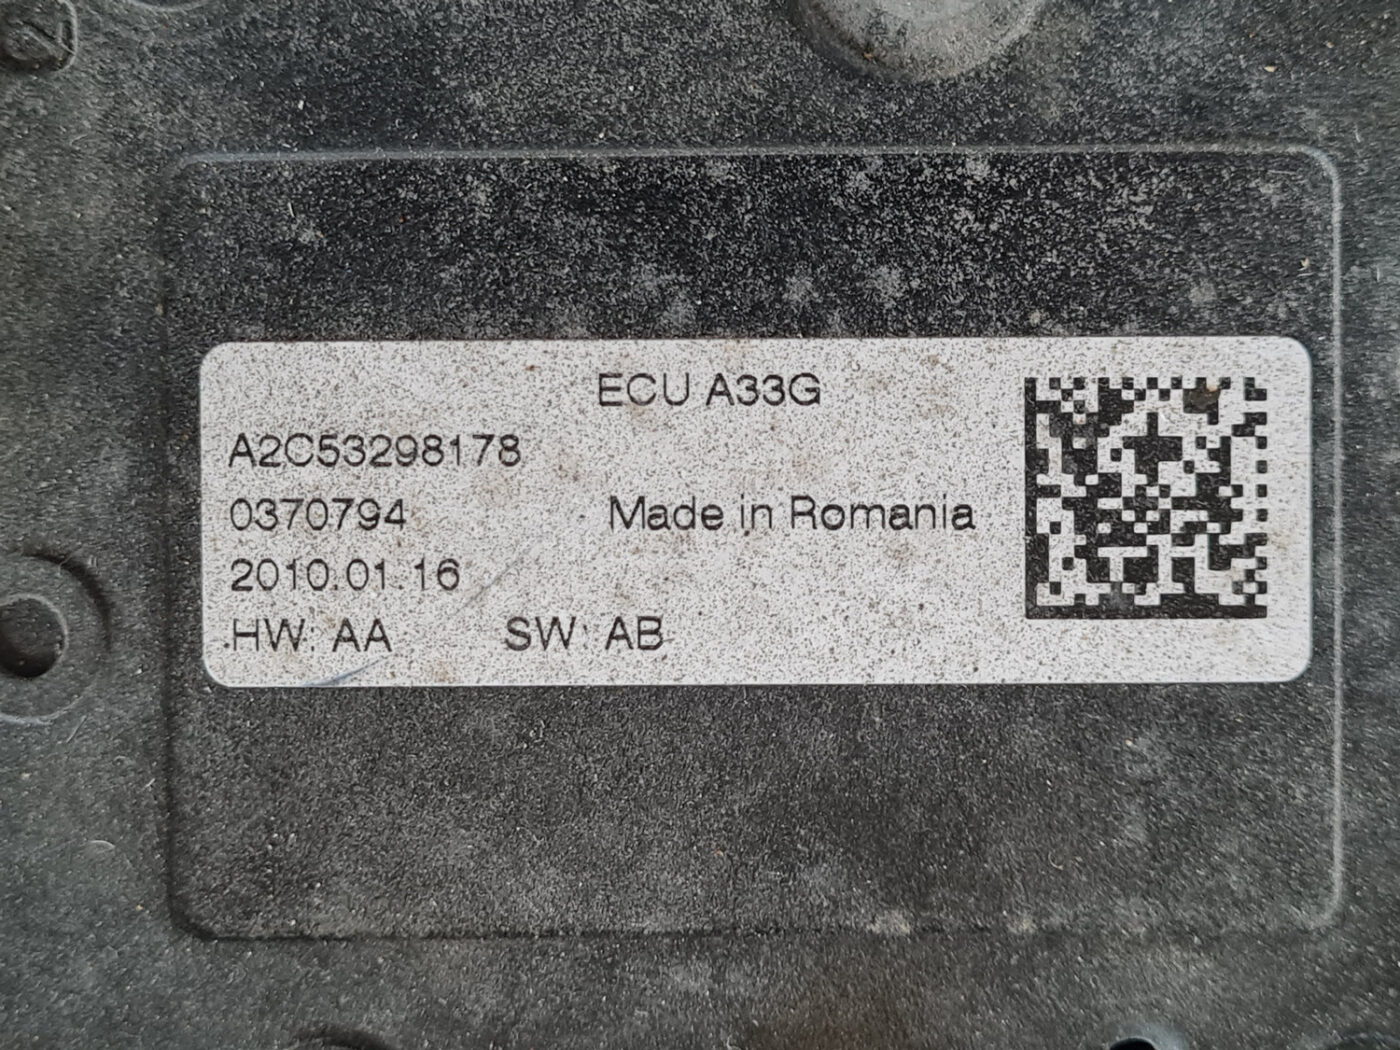 ECU A33G
A2C53298178
0370794 Made in Romania
2010.01.16
HW: AA SW: AB